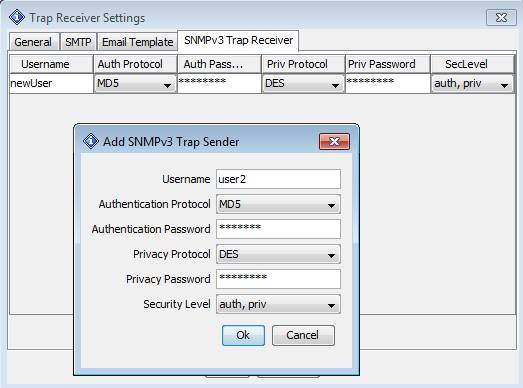 Trap Receiver Settings
General SMTP Email Template SNMPv3 Trap Receiver
Username Auth Protocol Auth Pass... Priv Protocol Priv Password SecLevel
newUser MD5 ******** DES ******** auth, priv
Add SNMPv3 Trap Sender
Username user2
Authentication Protocol MD5
Authentication Password *******
Privacy Protocol DES
Privacy Password ********
Security Level auth, priv
Ok Cancel